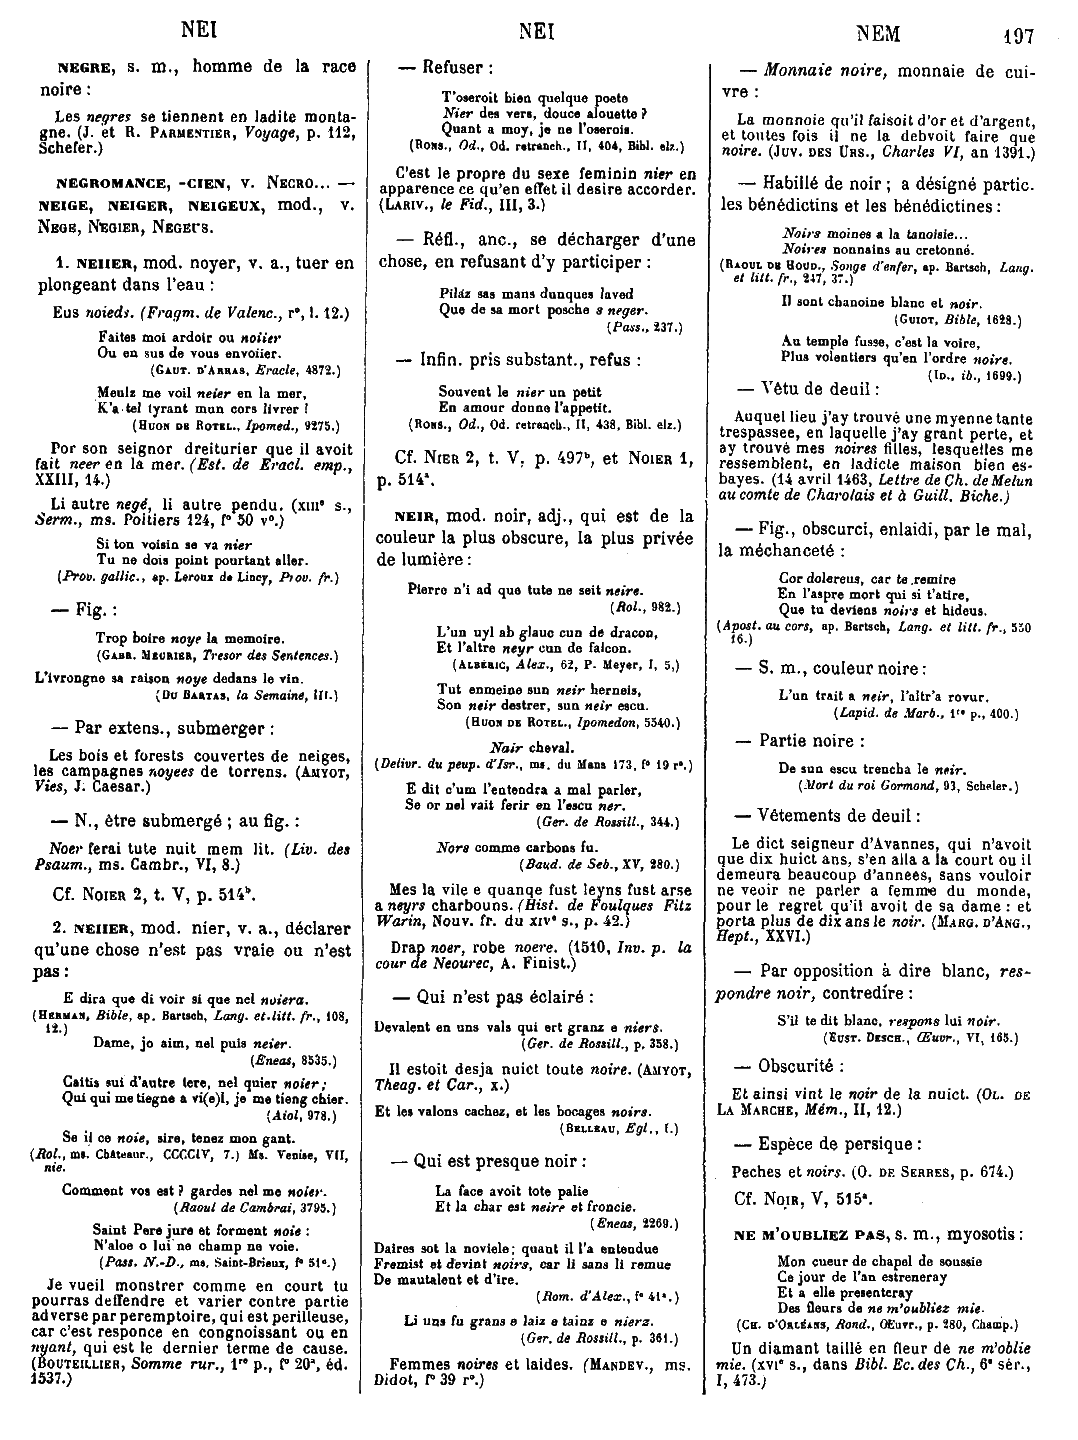 NEI
NEI
NEM
197
NEGRE, s. m., homme de la race
noire :
Les negres se tiennent en ladite monta-
gne. (J. et R. PARMENTIER, Voyage, p. 112,
Schefer.)
NEGROMANCE, -CIEN, v. NECRO... —
NEIGE, NEIGER, NEIGEUX, mod., v.
NEGE, NEGIER, NEGEUS.
1. NEIIER, mod. noyer, v. a., tuer en
plongeant dans l'eau :
Eus noieds. (Fragm. de Valenc., r°, l. 12.)
Faites moi ardoir ou noiier
Ou en sus de vous envoiier.
(GAUT. D'ARRAS, Eracle, 4872.)
Meulz me voil neier en la mer,
K'a tel tyrant mun cors livrer !
(HUON DE ROTEL., Ipomed., 9275.)
Por son seignor dreiturier que il avoit
fait neer en la mer. (Est. de Eracl. emp.,
XXIII, 14.)
Li autre negé, li autre pendu. (XIIIe s.,
Serm., ms. Poitiers 124, f° 50 v°.)
Si ton voisin se va nier
Tu ne dois point pourtant aller.
(Prov. gallic., ap. Leroux de Lincy, Prov. fr.)
— Fig. :
Trop boire noye la memoire.
(GABR. MEURIER, Tresor des Sentences.)
L'ivrongne sa raison noye dedans le vin.
(DU BARTAS, la Semaine, III.)
— Par extens., submerger :
Les bois et forests couvertes de neiges,
les campagnes noyees de torrens. (AMYOT,
Vies, J. Caesar.)
— N., être submergé ; au fig. :
Noer ferai tute nuit mem lit. (Liv. des
Psaum., ms. Cambr., VI, 8.)
Cf. NOIER 2, t. V, p. 514b.
2. NEIIER, mod. nier, v. a., déclarer
qu'une chose n'est pas vraie ou n'est
pas :
E dira que di voir si que nel noiera.
(HERMAN, Bible, ap. Bartsch, Lang. et litt. fr., 108,
12.)
Dame, jo aim, nel puis neier.
(Eneas, 8535.)
Caitis sui d'autre tere, nel quier noier ;
Qui qui me tiegne a vi(e)l, je me tieng chier.
(Aiol, 978.)
Se il ce noie, sire, tenez mon gant.
(Rol., ms. Châteaur., CCCCIV, 7.) Ms. Venise, VII,
nie.
Comment vos est ? gardes nel me noier.
(Raoul de Cambrai, 3795.)
Saint Pere jure et forment noie :
N'aloe o lui ne champ ne voie.
(Pass. N.-D., ms. Saint-Brieux, f° 51a.)
Je vueil monstrer comme en court tu
pourras deffendre et varier contre partie
adverse par peremptoire, qui est perilleuse,
car c'est responce en congnoissant ou en
nyant, qui est le dernier terme de cause.
(BOUTEILLIER, Somme rur., 1re p., f° 20a, éd.
1537.)
— Refuser :
T'oseroit bien quelque poete
Nier des vers, douce alouette ?
Quant a moy, je ne l'oserois.
(RONS., Od., Od. retranch., II, 404, Bibl. elz.)
C'est le propre du sexe feminin nier en
apparence ce qu'en effet il desire accorder.
(LARIV., le Fid., III, 3.)
— Réfl., anc., se décharger d'une
chose, en refusant d'y participer :
Piláz sas mans dunques laved
Que de sa mort posche s neger.
(Pass., 237.)
— Infin. pris substant., refus :
Souvent le nier un petit
En amour donne l'appetit.
(RONS., Od., Od. retranch., II, 438, Bibl. elz.)
Cf. NIER 2, t. V, p. 497b, et NOIER 1,
p. 514a.
NEIR, mod. noir, adj., qui est de la
couleur la plus obscure, la plus privée
de lumière :
Pierre n'i ad que tute ne seit neire.
(Rol., 982.)
L'un uyl ab glauc cun de dracon,
Et l'altre neyr cun de falcon.
(ALBERIC, Alex., 62, P. Meyer, I, 5,)
Tut enmeine sun neir herneis,
Son neir destrer, sun neir escu.
(HUON DE ROTEL., Ipomedon, 5540.)
Nair cheval.
(Delivr. du peup. d'Isr., ms. du Mans 173, f° 19 r°.)
E dit c'um l'entendra a mal parler,
Se or nel vait ferir en l'escu ner.
(Ger. de Rossill., 344.)
Nors comme carbons fu.
(Baud. de Seb., XV, 280.)
Mes la vile e quanqe fust leyns fust arse
a neyrs charbouns. (Hist. de Foulques Fitz
Warin, Nouv. fr. du XIVe s., p. 42.)
Drap noer, robe noere. (1510, Inv. p. la
cour de Neourec, A. Finist.)
— Qui n'est pas éclairé :
Devalent en uns vals qui ert granz e niers.
(Ger. de Rossill., p. 358.)
Il estoit desja nuict toute noire. (AMYOT,
Theag. et Car., X.)
Et les valons cachez, et les bocages noirs.
(BELLEAU, Egl., I.)
— Qui est presque noir :
La face avoit tote palie
Et la char est neire et froncie.
(Eneas, 2269.)
Daires sot la noviele ; quant il l'a entendue
Fremist et devint noirs, car li sans li remue
De mautalent et d'ire.
(Rom. d'Alex., f° 41a.)
Li uns fu grans e laiz e tainz e nierz.
(Ger. de Rossill., p. 361.)
Femmes noires et laides. (MANDEV., ms.
Didot, f° 39 r°.)
— Monnaie noire, monnaie de cui-
vre :
La monnoie qu'il faisoit d'or et d'argent,
et toutes fois il ne la debvoit faire que
noire. (JUV. DES URS., Charles VI, an 1391.)
— Habillé de noir ; a désigné partic.
les bénédictins et les bénédictines :
Noirs moines a la tanoisie...
Noires nonnains au cretonné.
(RAOUL DE HOUD., Songe d'enfer, ap. Bartsch, Lang.
et litt. fr., 247, 37.)
Il sont chanoine blanc et noir.
(GUIOT, Bible, 1628.)
Au temple fusse, c'est la voire,
Plus volentiers qu'en l'ordre noire.
(ID., ib., 1699.)
— Vêtu de deuil :
Auquel lieu j'ay trouvé une myenne tante
trespassee, en laquelle j'ay grant perte, et
ay trouvé mes noires filles, lesquelles me
ressemblent, en ladicte maison bien es-
bayes. (14 avril 1463, Lettre de Ch. de Melun
au comte de Charolais et à Guill. Biche.)
— Fig., obscurci, enlaidi, par le mal,
la méchanceté :
Cor dolereus, car te remire
En l'aspre mort qui si t'atire,
Que tu deviens noirs et hideus.
(Apost. au cors, ap. Bartsch, Lang. et litt. fr., 550
16.)
— S. m., couleur noire :
L'un trait a neir, l'altr'a rovur.
(Lapid. de Marb., 1re p., 400.)
— Partie noire :
De sun escu trencha le neir.
(Mort du roi Gormond, 93, Scheler.)
— Vêtements de deuil :
Le dict seigneur d'Avannes, qui n'avoit
que dix huict ans, s'en alla a la court ou il
demeura beaucoup d'annees, sans vouloir
ne veoir ne parler a femme du monde,
pour le regret qu'il avoit de sa dame : et
porta plus de dix ans le noir. (MARG. D'ANG.,
Hept., XXVI.)
— Par opposition à dire blanc, res-
pondre noir, contredire :
S'il te dit blanc, respons lui noir.
(EUST. DESCH., Œuvr., VI, 165.)
— Obscurité :
Et ainsi vint le noir de la nuict. (OL. DE
LA MARCHE, Mém., II, 12.)
— Espèce de persique :
Peches et noirs. (O. DE SERRES, p. 674.)
Cf. NOIR, V, 515a.
NE M'OUBLIEZ PAS, s. m., myosotis :
Mon cueur de chapel de soussie
Ce jour de l'an estreneray
Et a elle presenteray
Des fleurs de ne m'oubliez mie.
(CH. D'ORLÉANS, Rond., Œuvr., p. 280, Champ.)
Un diamant taillé en fleur de ne m'oblie
mie. (XVIe s., dans Bibl. Ec. des Ch., 6e sér.,
I, 473.)